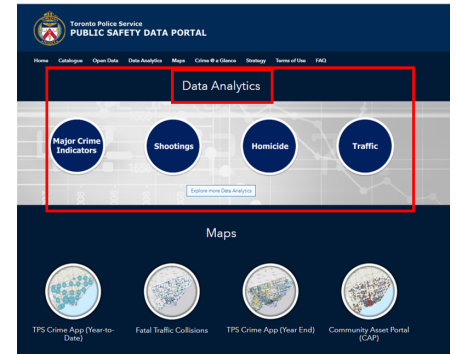 Toronto Police Service
PUBLIC SAFETY DATA PORTAL
Home Catalogue Open Data Data Analytics Maps Crime @ a Glance Strategy Terms of Use FAQ
Data Analytics
Major Crime
Indicators
Shootings
Homicide
Traffic
Explore more Data Analytics
Maps
TPS Crime App (Year-to-
Date)
Fatal Traffic Collisions
TPS Crime App (Year End)
Community Asset Portal
(CAP)